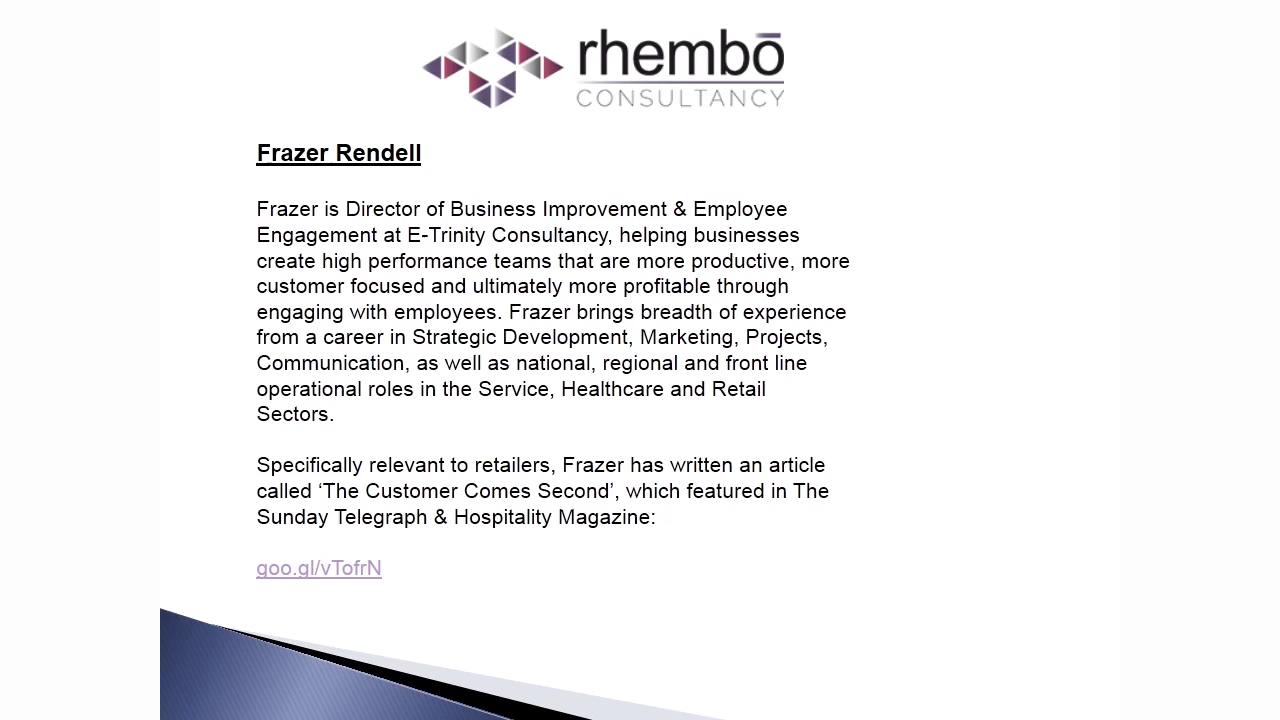 rhembō
CONSULTANCY
Frazer Rendell
Frazer is Director of Business Improvement & Employee
Engagement at E-Trinity Consultancy, helping businesses
create high performance teams that are more productive, more
customer focused and ultimately more profitable through
engaging with employees. Frazer brings breadth of experience
from a career in Strategic Development, Marketing, Projects,
Communication, as well as national, regional and front line
operational roles in the Service, Healthcare and Retail
Sectors.
Specifically relevant to retailers, Frazer has written an article
called ‘The Customer Comes Second’, which featured in The
Sunday Telegraph & Hospitality Magazine:
goo.gl/vTofrN